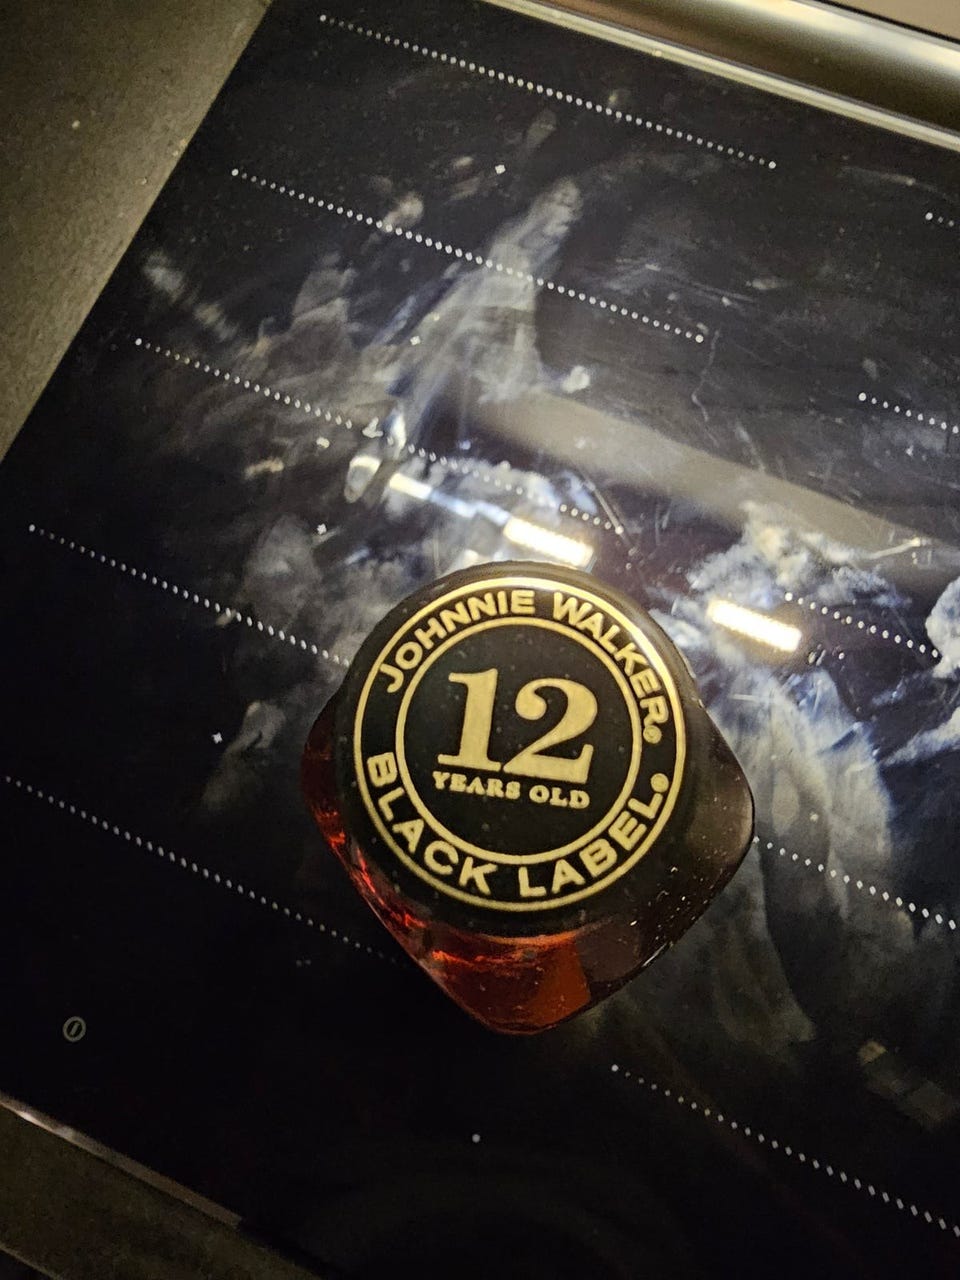 JOHNNIE WALKER®
12
YEARS OLD
BLACK LABEL®